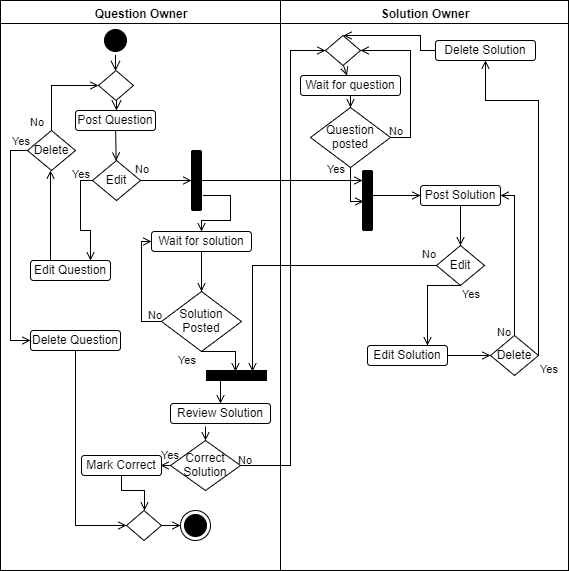 Question Owner
Solution Owner
Delete Solution
Wait for question
No
Post Question
Question
posted
No
Yes
Delete
Yes
Edit
No
Yes
Post Solution
Wait for solution
No
Edit
Yes
Edit Question
Solution
Posted
No
Yes
Delete Question
Edit Solution
No
Delete
Yes
Review Solution
Mark Correct
Yes
Correct
Solution
No